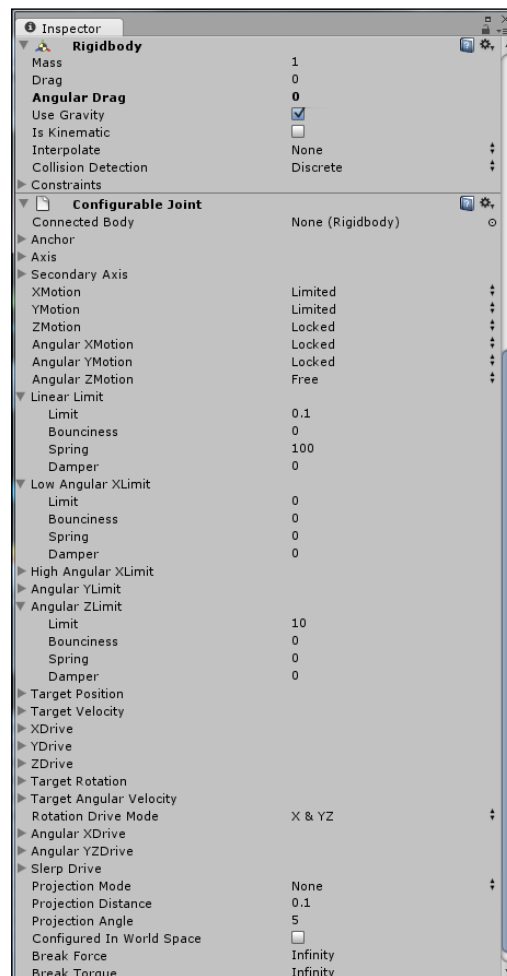 Inspector
Rigidbody
Mass 1
Drag 0
Angular Drag 0
Use Gravity
Is Kinematic
Interpolate None
Collision Detection Discrete
Constraints
Configurable Joint
Connected Body None (Rigidbody)
Anchor
Axis
Secondary Axis
XMotion Limited
YMotion Limited
ZMotion Locked
Angular XMotion Locked
Angular YMotion Locked
Angular ZMotion Free
Linear Limit
Limit 0.1
Bounciness 0
Spring 100
Damper 0
Low Angular XLimit
Limit 0
Bounciness 0
Spring 0
Damper 0
High Angular XLimit
Angular YLimit
Angular ZLimit
Limit 10
Bounciness 0
Spring 0
Damper 0
Target Position
Target Velocity
XDrive
YDrive
ZDrive
Target Rotation
Target Angular Velocity
Rotation Drive Mode X & YZ
Angular XDrive
Angular YZDrive
Slerp Drive
Projection Mode None
Projection Distance 0.1
Projection Angle 5
Configured In World Space
Break Force Infinity
Break Torque Infinity